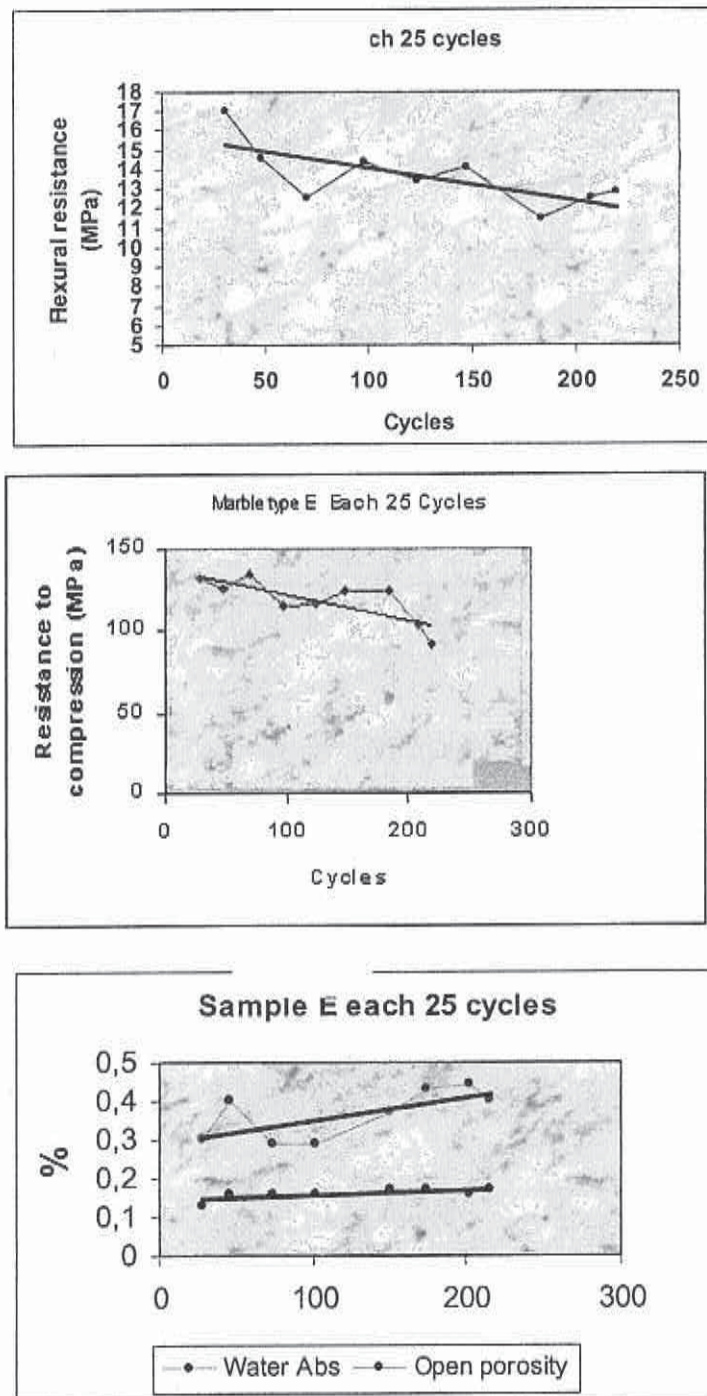 ch 25 cycles
18
17
16
15
14
13
12
11
10
9
8
7
6
5
Flexural resistance
(MPa)
0 50 100 150 200 250
Cycles
Marble type E Each 25 Cycles
150
100
50
0
Resistance to
compression (MPa)
0 100 200 300
Cycles
Sample E each 25 cycles
0,5
0,4
0,3
0,2
0,1
0
%
0 100 200 300
Water Abs Open porosity